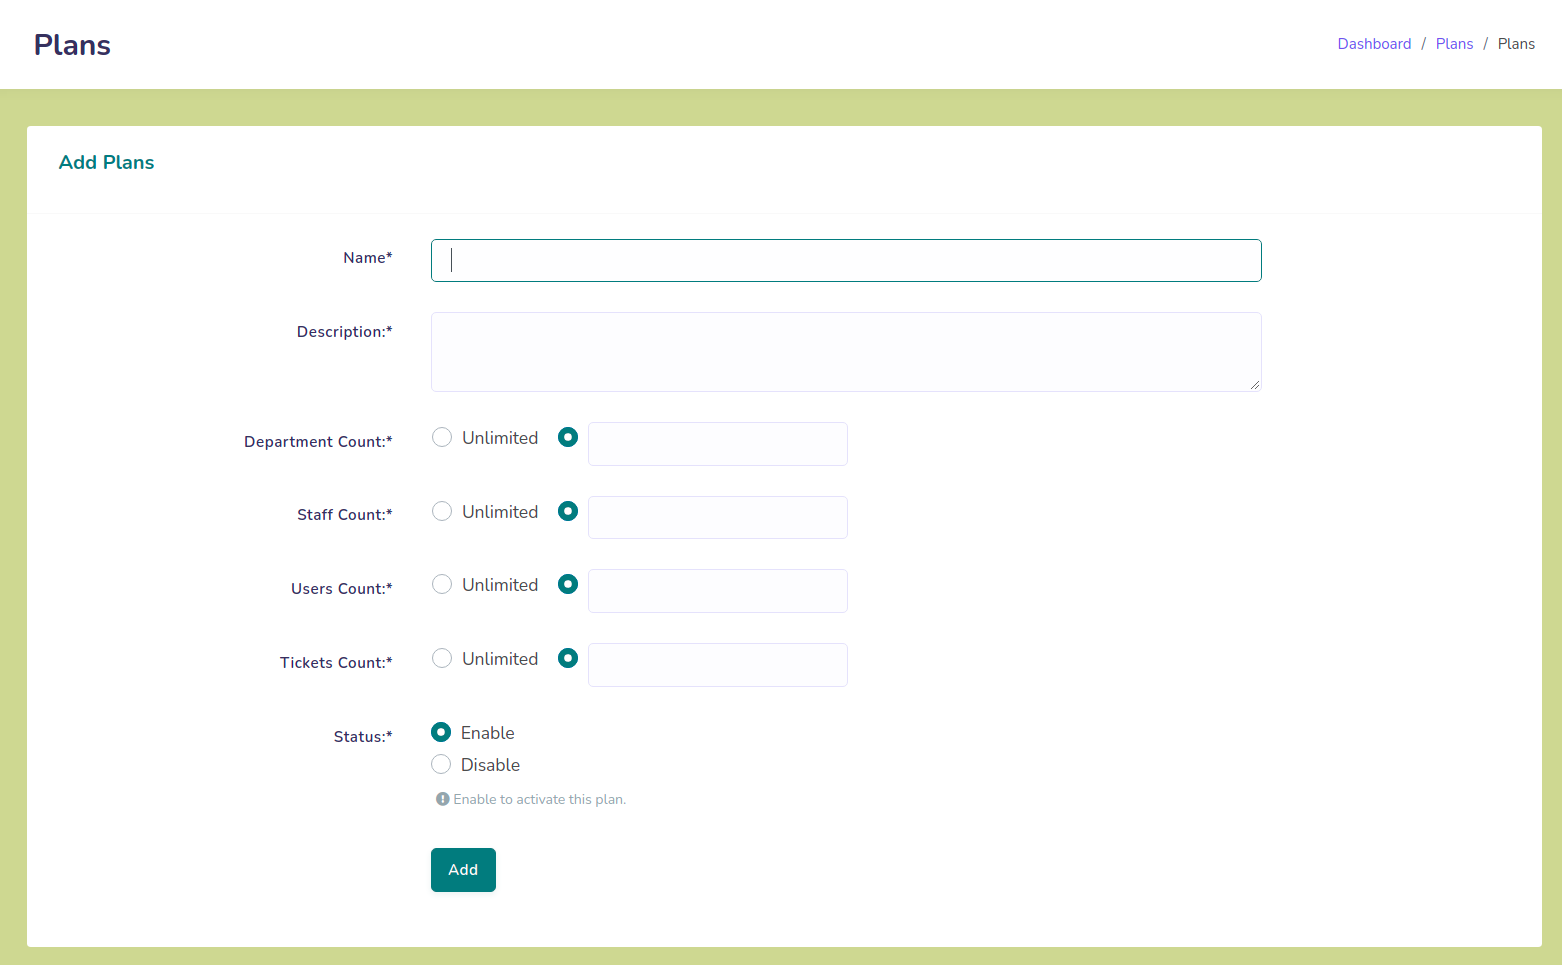 Plans
Dashboard / Plans / Plans
Add Plans
Name*
Description:*
Department Count:* Unlimited
Staff Count:* Unlimited
Users Count:* Unlimited
Tickets Count:* Unlimited
Status:* Enable
Disable
Enable to activate this plan.
Add